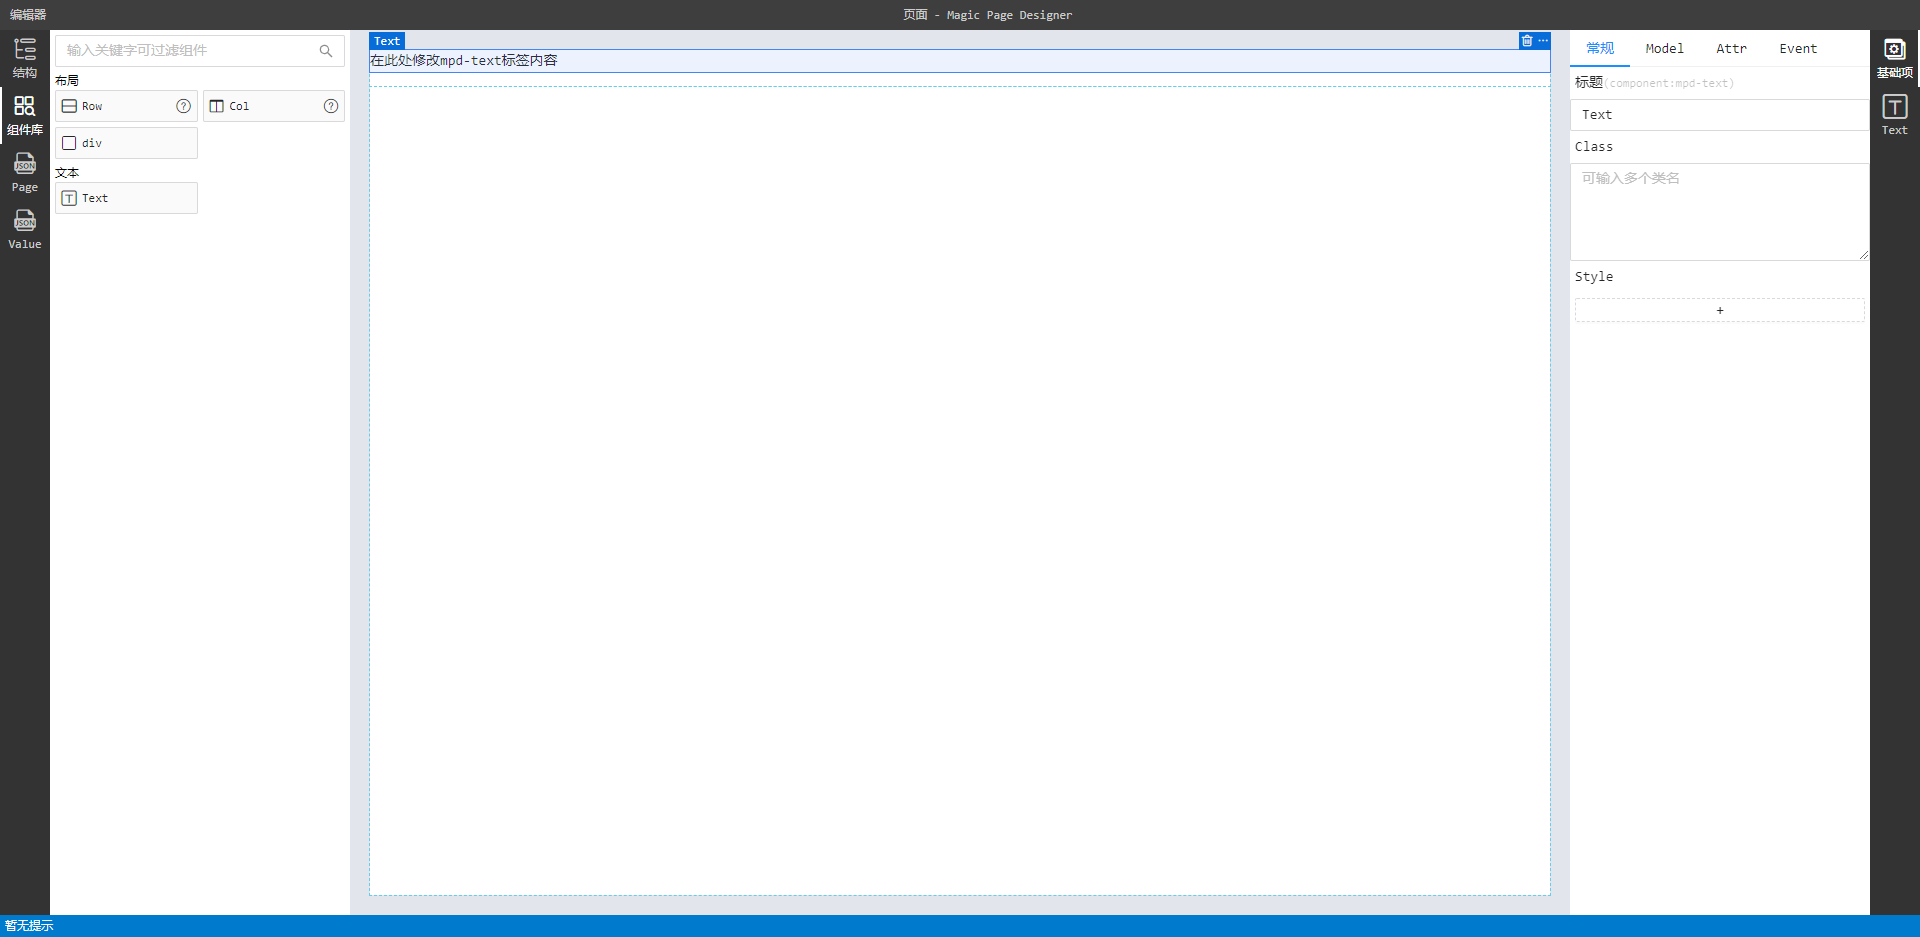 编辑器
页面 - Magic Page Designer
结构
组件库
Page
Value
输入关键字可过滤组件
布局
Row
Col
div
文本
Text
Text
在此处修改mpd-text标签内容
常规 Model Attr Event
标题(component:mpd-text)
Text
Class
可输入多个类名
Style
+
基础项
Text
暂无提示